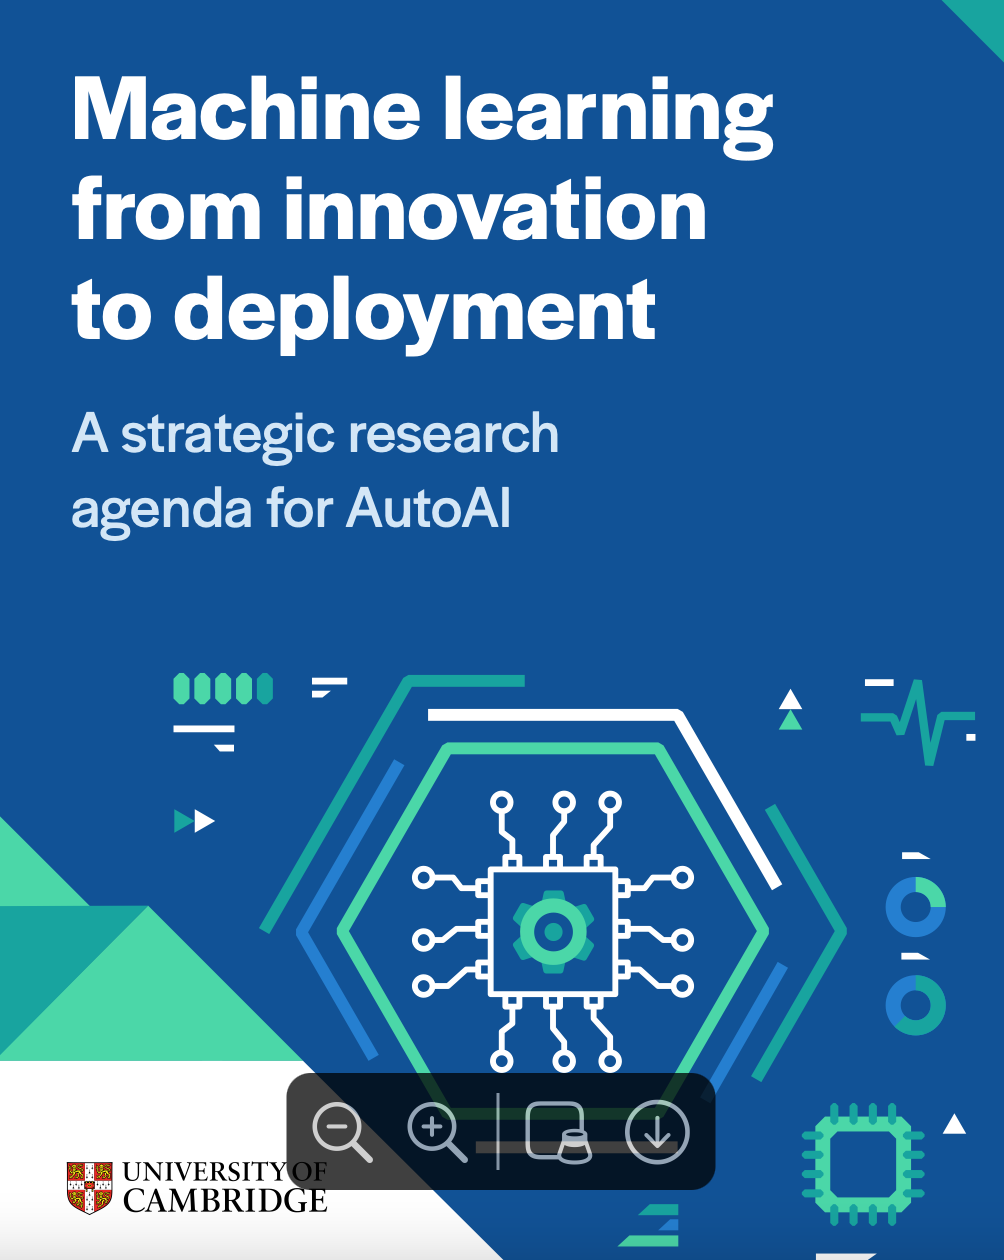 Machine learning
from innovation
to deployment
A strategic research
agenda for AutoAI
UNIVERSITY OF
CAMBRIDGE